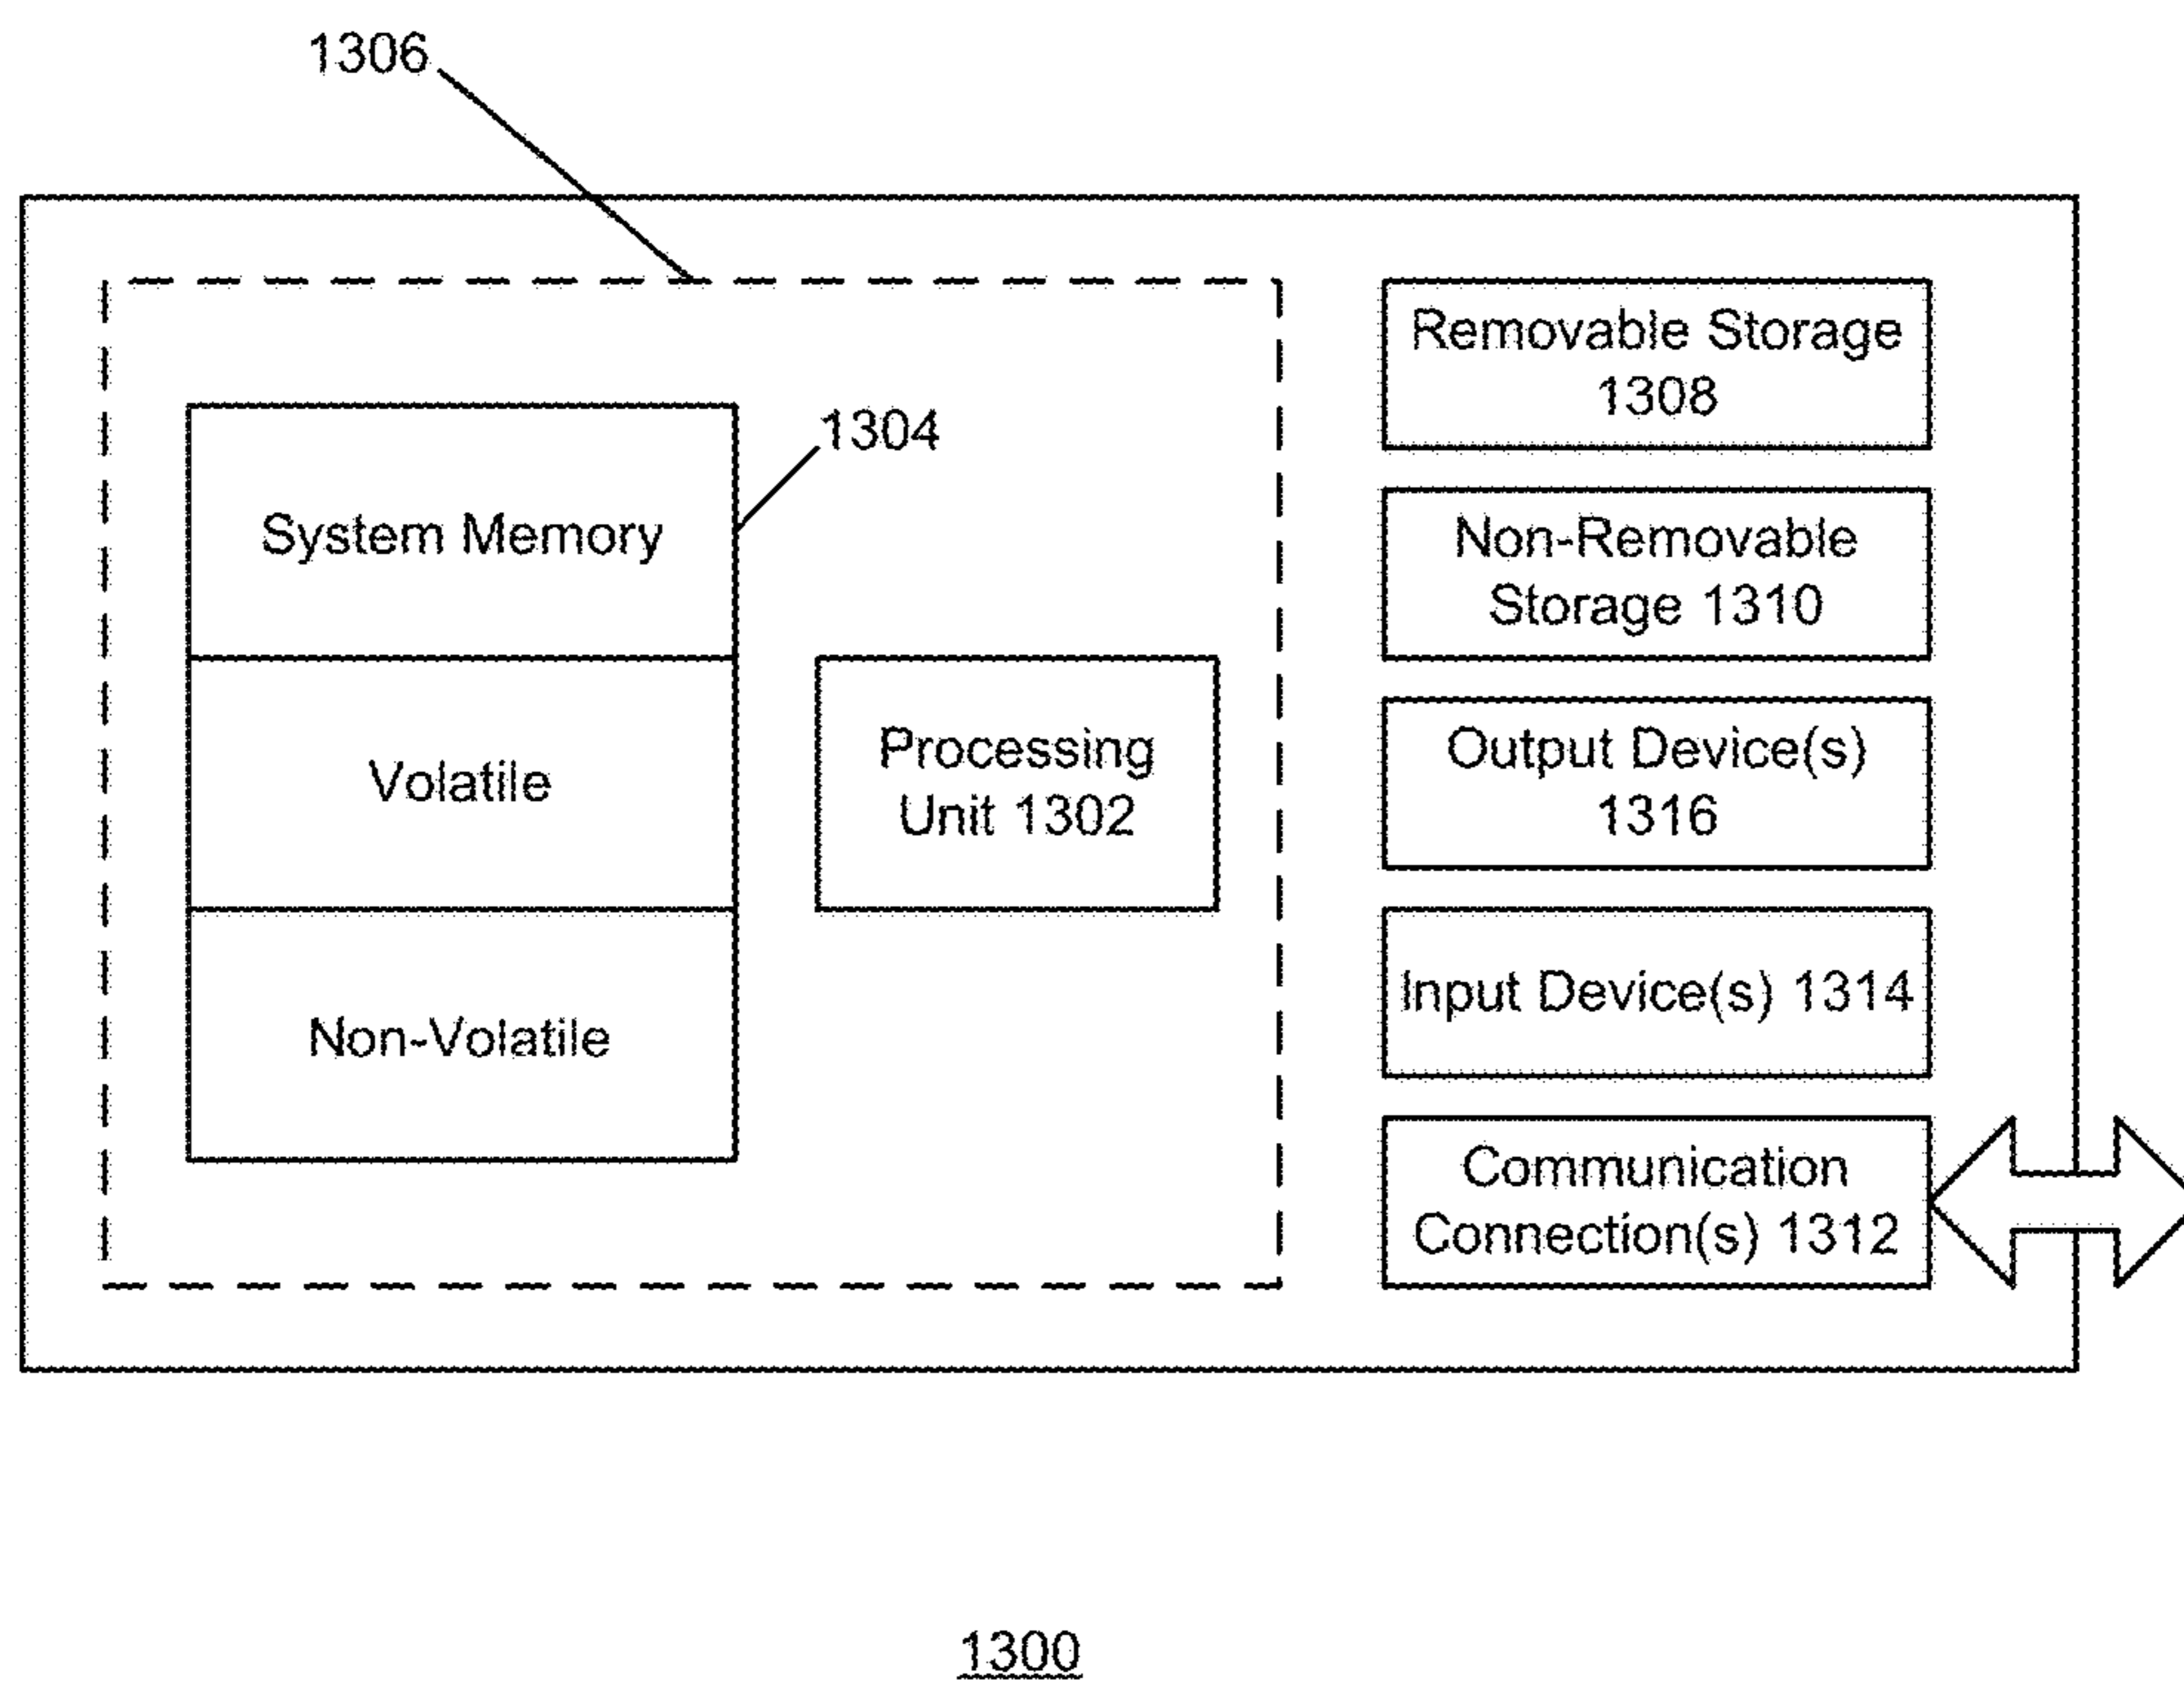 1306
1304
System Memory
Volatile
Non-Volatile
Processing
Unit 1302
Removable Storage
1308
Non-Removable
Storage 1310
Output Device(s)
1316
Input Device(s) 1314
Communication
Connection(s) 1312
1300